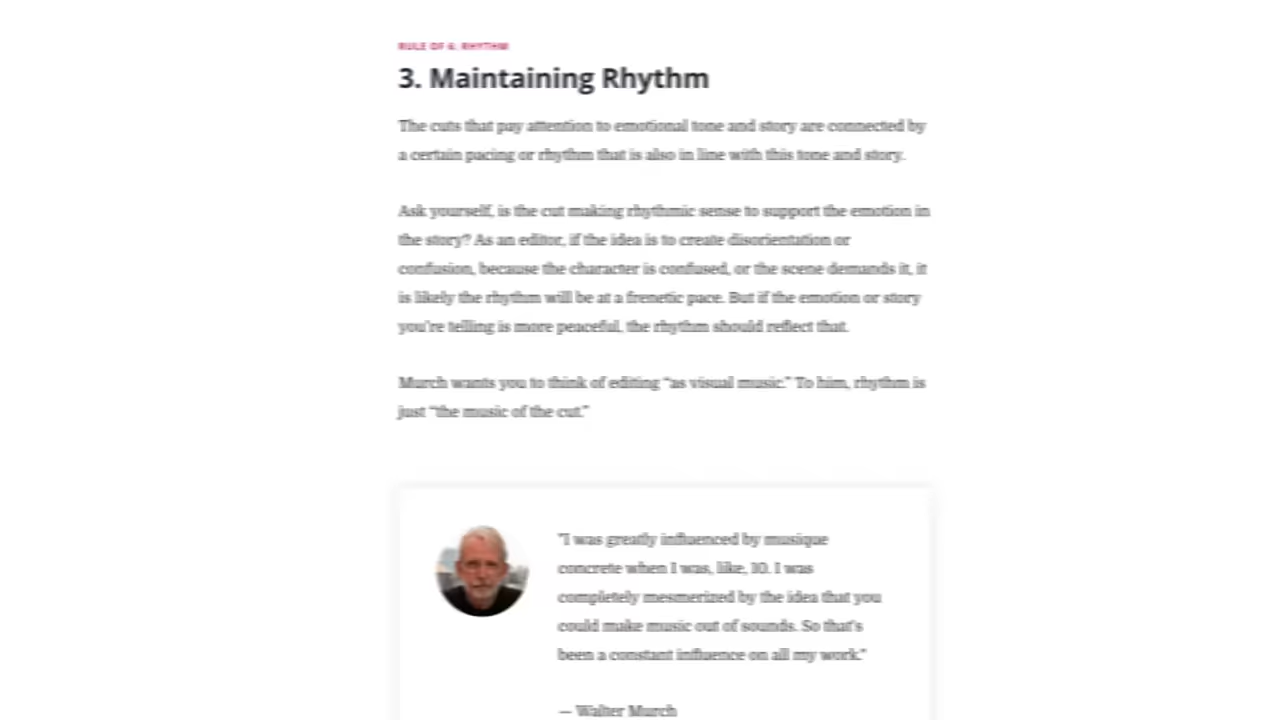 RULE OF 6: RHYTHM
3. Maintaining Rhythm
The cuts that pay attention to emotional tone and story are connected by
a certain pacing or rhythm that is also in line with this tone and story.
Ask yourself, is the cut making rhythmic sense to support the emotion in
the story? As an editor, if the idea is to create disorientation or
confusion, because the character is confused, or the scene demands it, it
is likely the rhythm will be at a frenetic pace. But if the emotion or story
you're telling is more peaceful, the rhythm should reflect that.
Murch wants you to think of editing "as visual music." To him, rhythm is
just "the music of the cut."
"I was greatly influenced by musique
concrete when I was, like, 10. I was
completely mesmerized by the idea that you
could make music out of sounds. So that's
been a constant influence on all my work."
— Walter Murch